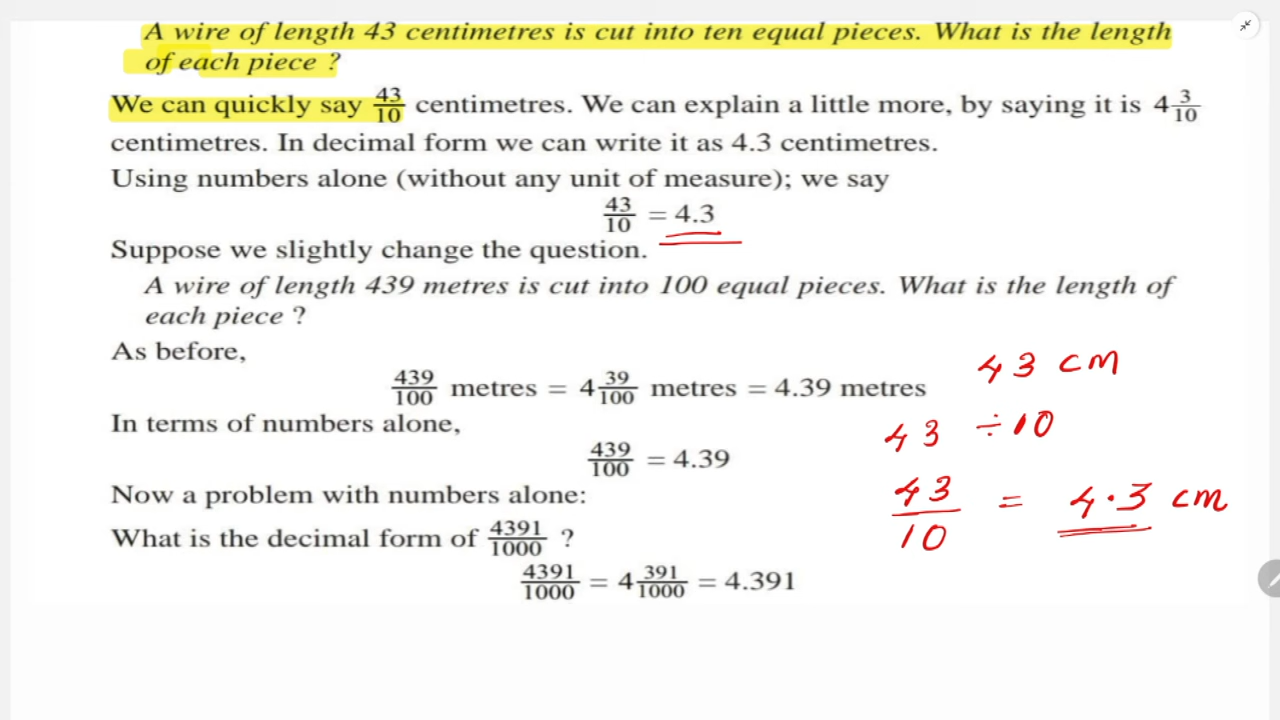 A wire of length 43 centimetres is cut into ten equal pieces. What is the length
of each piece ?
We can quickly say 43/10 centimetres. We can explain a little more, by saying it is 4 3/10
centimetres. In decimal form we can write it as 4.3 centimetres.
Using numbers alone (without any unit of measure); we say
43/10 = 4.3
Suppose we slightly change the question.
A wire of length 439 metres is cut into 100 equal pieces. What is the length of
each piece ?
As before,
439/100 metres = 4 39/100 metres = 4.39 metres
In terms of numbers alone,
439/100 = 4.39
Now a problem with numbers alone:
What is the decimal form of 4391/1000 ?
4391/1000 = 4 391/1000 = 4.391
43 cm
43 ÷10
43/10 = 4.3 cm